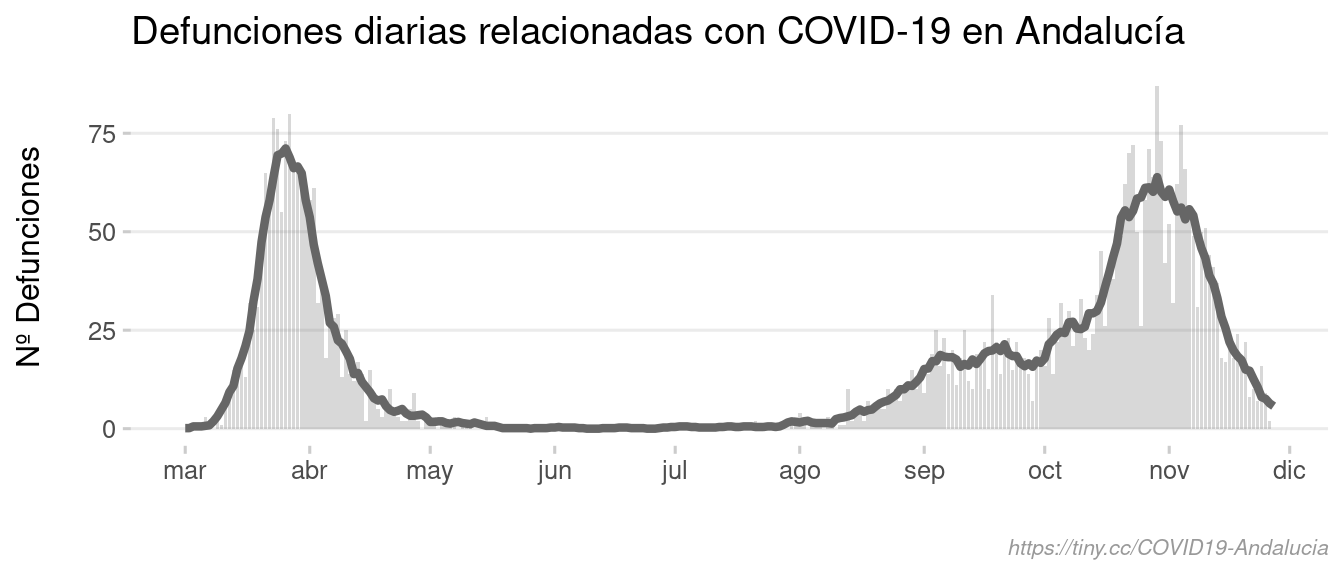 Defunciones diarias relacionadas con COVID-19 en Andalucía
Nº Defunciones
75
50
25
0
mar abr may jun jul ago sep oct nov dic
https://tiny.cc/COVID19-Andalucia